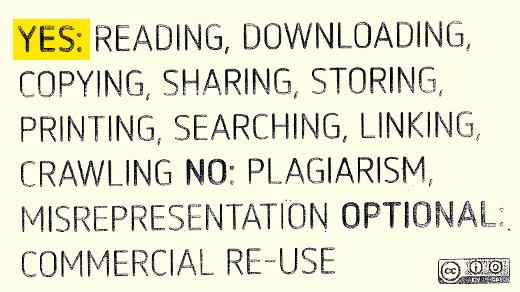 YES: READING, DOWNLOADING,
COPYING, SHARING, STORING,
PRINTING, SEARCHING, LINKING,
CRAWLING NO: PLAGIARISM,
MISREPRESENTATION OPTIONAL:
COMMERCIAL RE-USE
cc